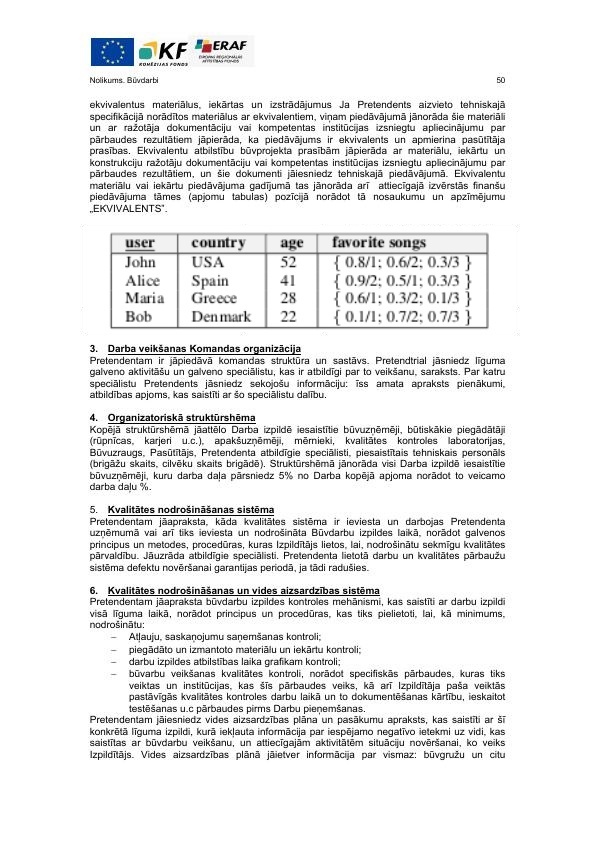 KF
KOHĒZIJAS FONDS
ERAF
EIROPAS REĢIONĀLĀS
ATTĪSTĪBAS FONDS
Nolikums. Būvdarbi 50
ekvivalentus materiālus, iekārtas un izstrādājumus Ja Pretendents aizvieto tehniskajā
specifikācijā norādītos materiālus ar ekvivalentiem, viņam piedāvājumā jānorāda šie materiāli
un ar ražotāja dokumentāciju vai kompetentas institūcijas izsniegtu apliecinājumu par
pārbaudes rezultātiem jāpierāda, ka piedāvājums ir ekvivalents un apmierina pasūtītāja
prasības. Ekvivalentu atbilstību būvprojekta prasībām jāpierāda ar materiālu, iekārtu un
konstrukciju ražotāju dokumentāciju vai kompetentas institūcijas izsniegtu apliecinājumu par
pārbaudes rezultātiem, un šie dokumenti jāiesniedz tehniskajā piedāvājumā. Ekvivalentu
materiālu vai iekārtu piedāvājuma gadījumā tas jānorāda arī attiecīgajā izvērstās finanšu
piedāvājuma tāmes (apjomu tabulas) pozīcijā norādot tā nosaukumu un apzīmējumu
„EKVIVALENTS”.
user country age favorite songs
John USA 52 { 0.8/1; 0.6/2; 0.3/3 }
Alice Spain 41 { 0.9/2; 0.5/1; 0.3/3 }
Maria Greece 28 { 0.6/1; 0.3/2; 0.1/3 }
Bob Denmark 22 { 0.1/1; 0.7/2; 0.7/3 }
3. Darba veikšanas Komandas organizācija
Pretendentam ir jāpiedāvā komandas struktūra un sastāvs. Pretendtrial jāsniedz līguma
galveno aktivitāšu un galveno speciālistu, kas ir atbildīgi par to veikšanu, saraksts. Par katru
speciālistu Pretendents jāsniedz sekojošu informāciju: īss amata apraksts pienākumi,
atbildības apjoms, kas saistīti ar šo speciālistu dalību.
4. Organizatoriskā struktūrshēma
Kopējā struktūrshēmā jāattēlo Darba izpildē iesaistītie būvuzņēmēji, būtiskākie piegādātāji
(rūpnīcas, karjeri u.c.), apakšuzņēmēji, mērnieki, kvalitātes kontroles laboratorijas,
Būvuzraugs, Pasūtītājs, Pretendenta atbildīgie speciālisti, piesaistītais tehniskais personāls
(brigāžu skaits, cilvēku skaits brigādē). Struktūrshēmā jānorāda visi Darba izpildē iesaistītie
būvuzņēmēji, kuru darba daļa pārsniedz 5% no Darba kopējā apjoma norādot to veicamo
darba daļu %.
5. Kvalitātes nodrošināšanas sistēma
Pretendentam jāapraksta, kāda kvalitātes sistēma ir ieviesta un darbojas Pretendenta
uzņēmumā vai arī tiks ieviesta un nodrošināta Būvdarbu izpildes laikā, norādot galvenos
principus un metodes, procedūras, kuras Izpildītājs lietos, lai, nodrošinātu sekmīgu kvalitātes
pārvaldību. Jāuzrāda atbildīgie speciālisti. Pretendenta lietotā darbu un kvalitātes pārbaužu
sistēma defektu novēršanai garantijas periodā, ja tādi radušies.
6. Kvalitātes nodrošināšanas un vides aizsardzības sistēma
Pretendentam jāapraksta būvdarbu izpildes kontroles mehānismi, kas saistīti ar darbu izpildi
visā līguma laikā, norādot principus un procedūras, kas tiks pielietoti, lai, kā minimums,
nodrošinātu:
– Atļauju, saskaņojumu saņemšanas kontroli;
– piegādāto un izmantoto materiālu un iekārtu kontroli;
– darbu izpildes atbilstības laika grafikam kontroli;
– būvarbu veikšanas kvalitātes kontroli, norādot specifiskās pārbaudes, kuras tiks
veiktas un institūcijas, kas šīs pārbaudes veiks, kā arī Izpildītāja paša veiktās
pastāvīgās kvalitātes kontroles darbu laikā un to dokumentēšanas kārtību, ieskaitot
testēšanas u.c pārbaudes pirms Darbu pieņemšanas.
Pretendentam jāiesniedz vides aizsardzības plāna un pasākumu apraksts, kas saistīti ar šī
konkrētā līguma izpildi, kurā iekļauta informācija par iespējamo negatīvo ietekmi uz vidi, kas
saistītas ar būvdarbu veikšanu, un attiecīgajām aktivitātēm situāciju novēršanai, ko veiks
Izpildītājs. Vides aizsardzības plānā jāietver informācija par vismaz: būvgružu un citu